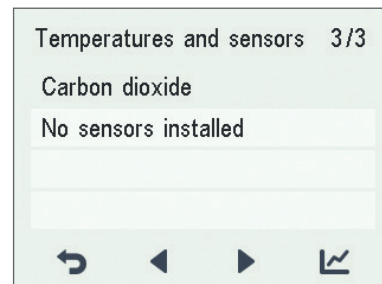 Temperatures and sensors 3/3
Carbon dioxide
No sensors installed